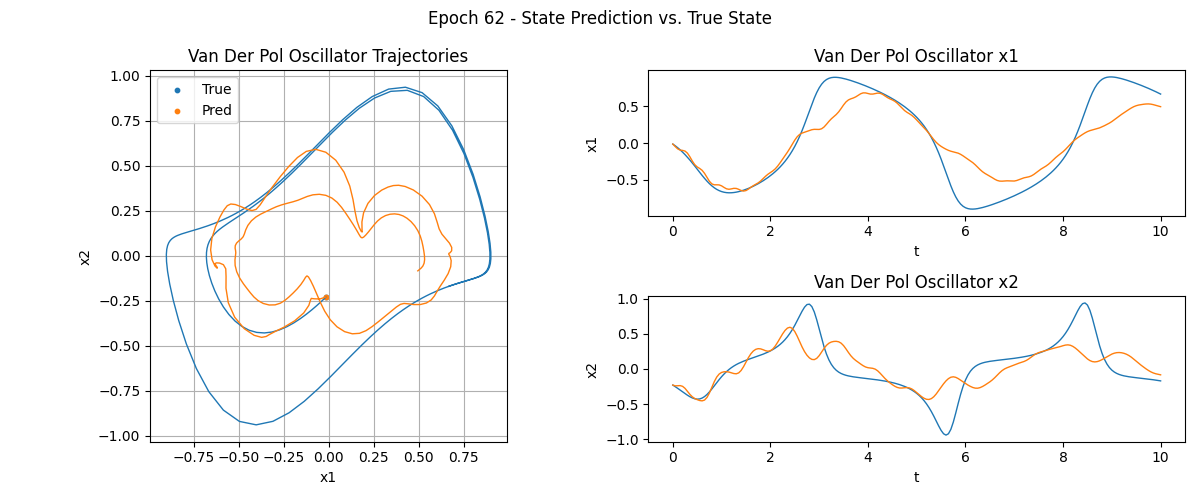 Epoch 62 - State Prediction vs. True State
Van Der Pol Oscillator Trajectories
True
Pred
1.00
0.75
0.50
0.25
0.00
−0.25
−0.50
−0.75
−1.00
x2
−0.75 −0.50 −0.25 0.00 0.25 0.50 0.75
x1
Van Der Pol Oscillator x1
0.5
0.0
−0.5
x1
0 2 4 6 8 10
t
Van Der Pol Oscillator x2
1.0
0.5
0.0
−0.5
−1.0
x2
0 2 4 6 8 10
t